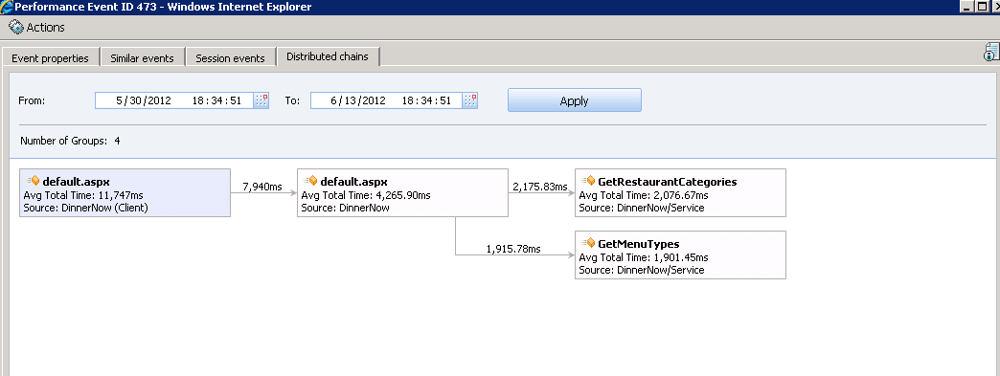 Performance Event ID 473 - Windows Internet Explorer
Actions
Event properties Similar events Session events Distributed chains
From: 5/30/2012 18:34:51 To: 6/13/2012 18:34:51 Apply
Number of Groups: 4
default.aspx
Avg Total Time: 11,747ms
Source: DinnerNow (Client)
7,940ms
default.aspx
Avg Total Time: 4,265.90ms
Source: DinnerNow
2,175.83ms
GetRestaurantCategories
Avg Total Time: 2,076.67ms
Source: DinnerNow/Service
1,915.78ms
GetMenuTypes
Avg Total Time: 1,901.45ms
Source: DinnerNow/Service